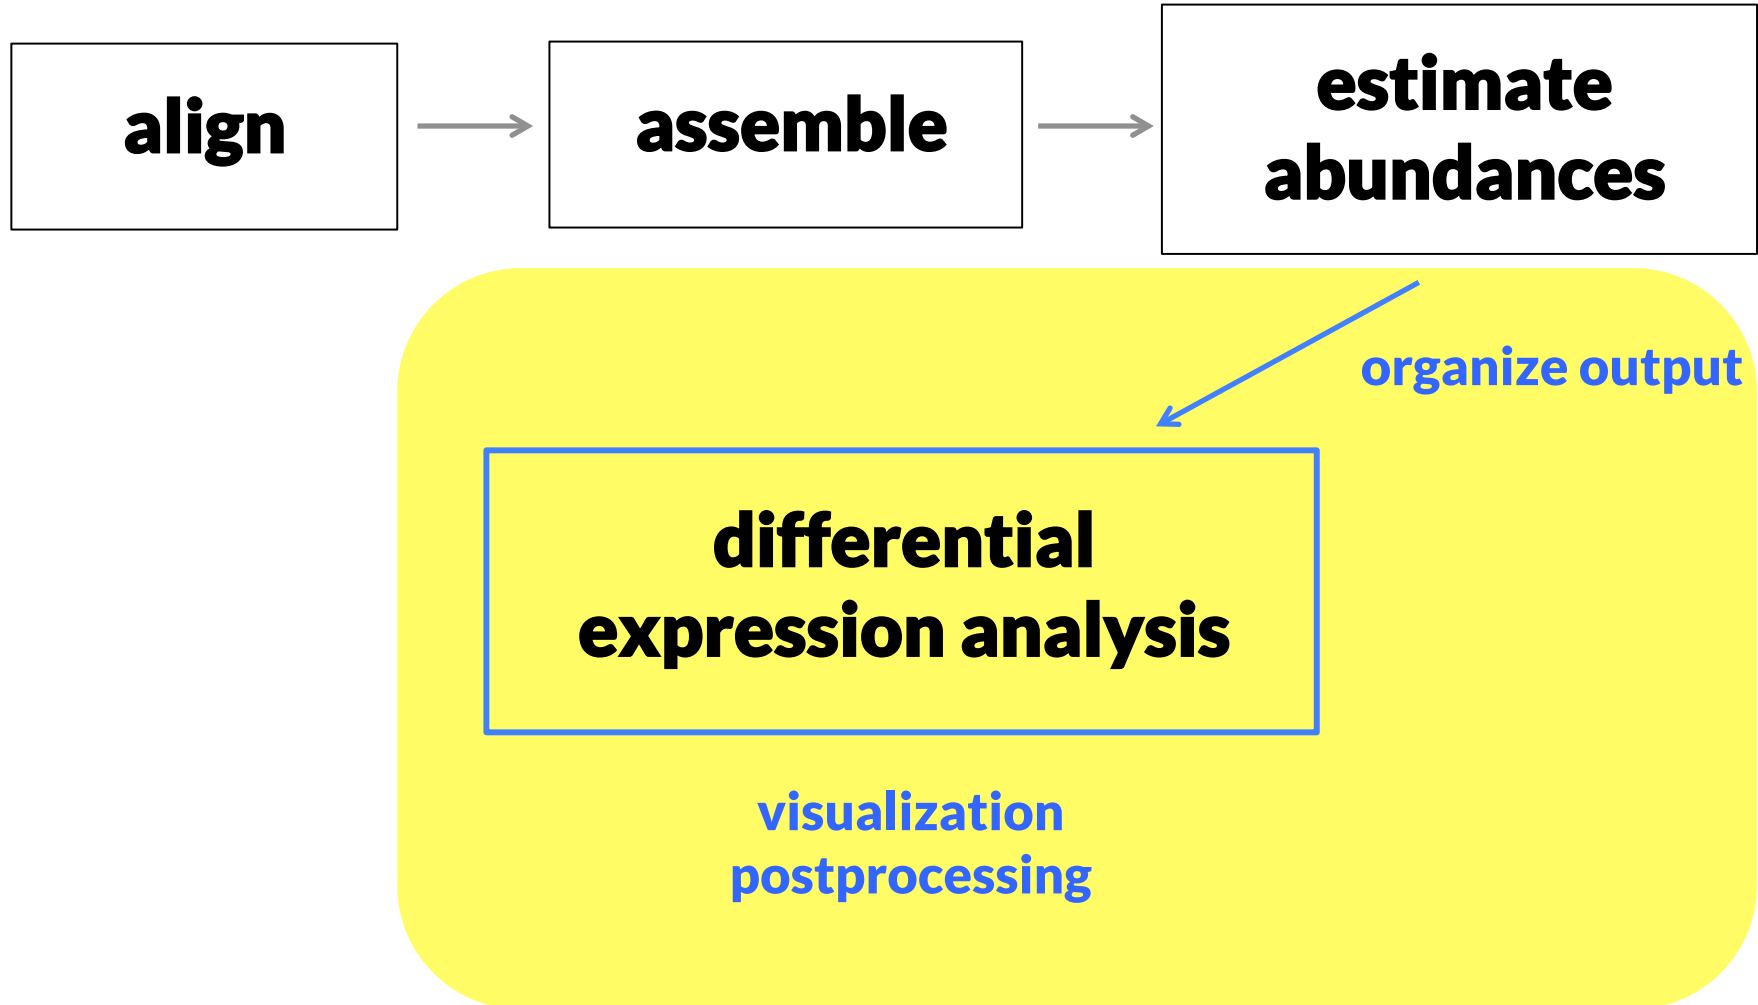 align
assemble
estimate
abundances
organize output
differential
expression analysis
visualization
postprocessing